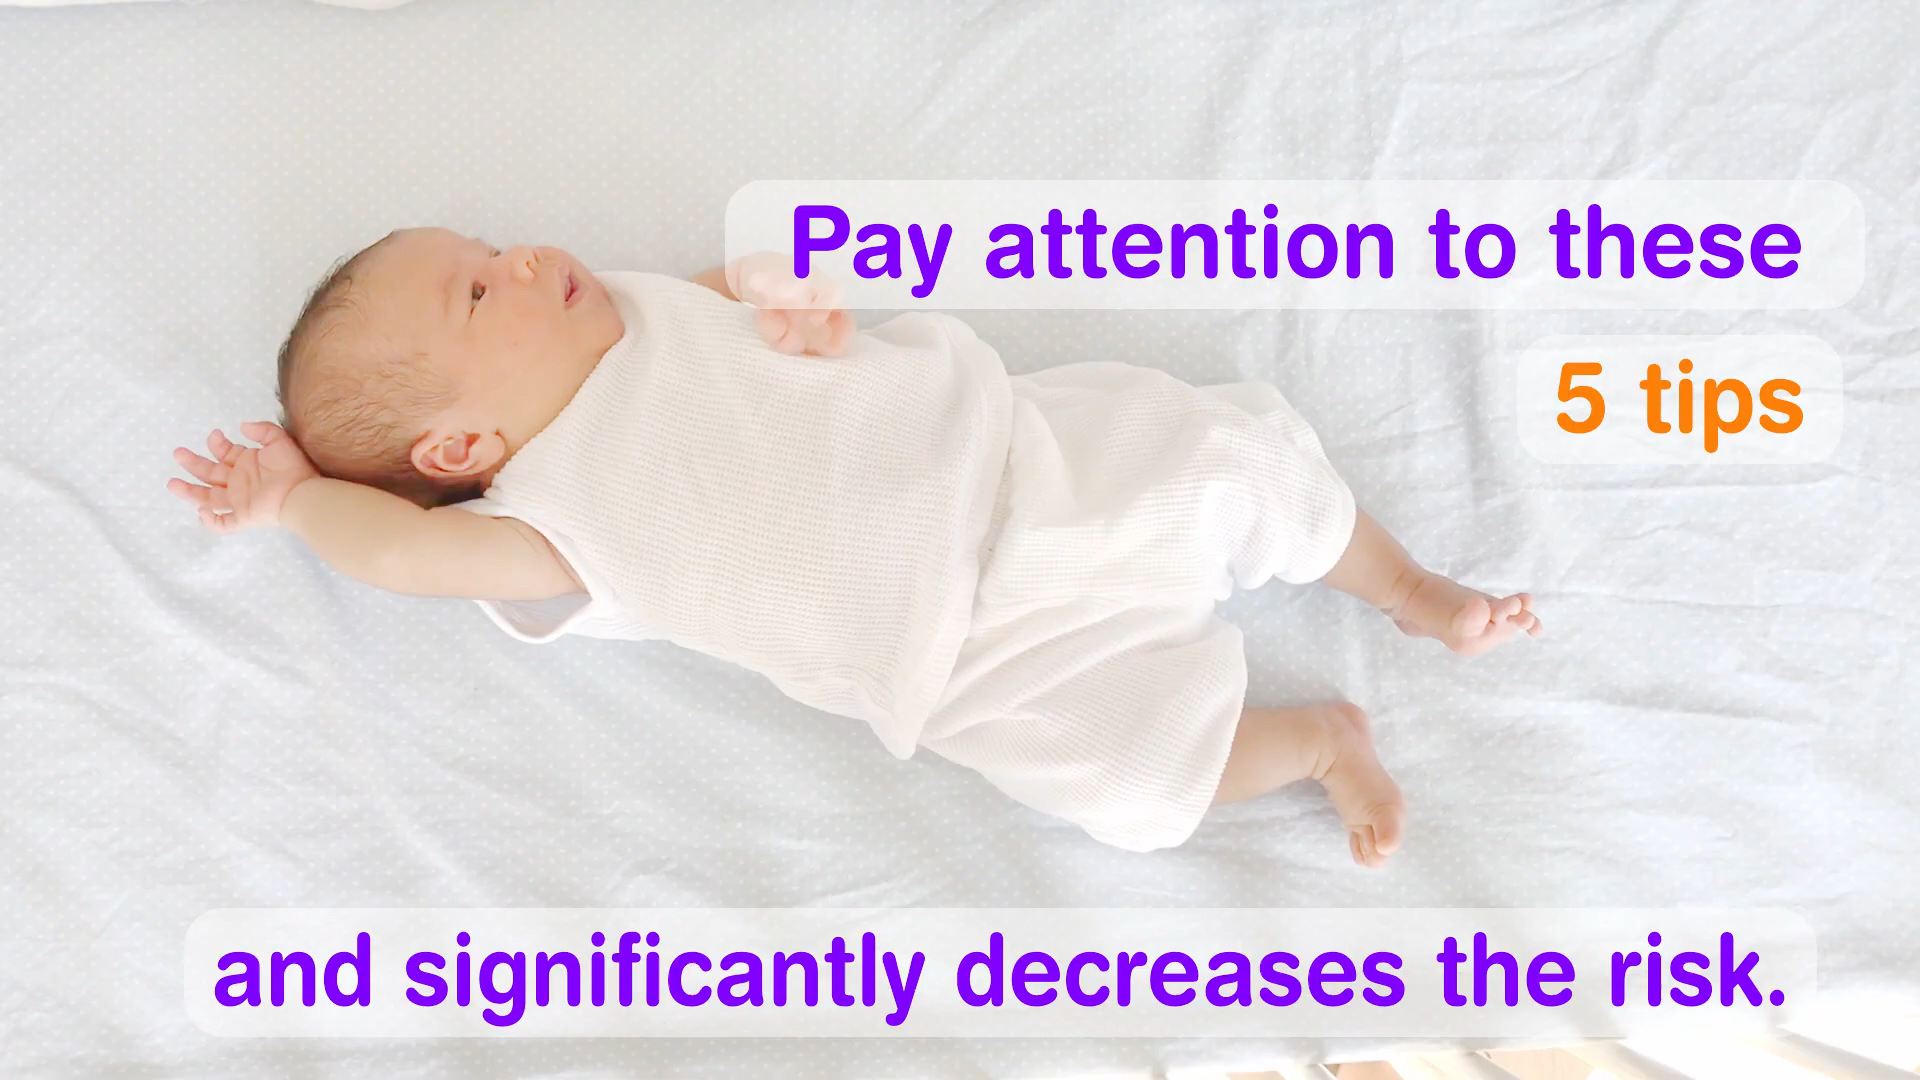 Pay attention to these
5 tips
and significantly decreases the risk.